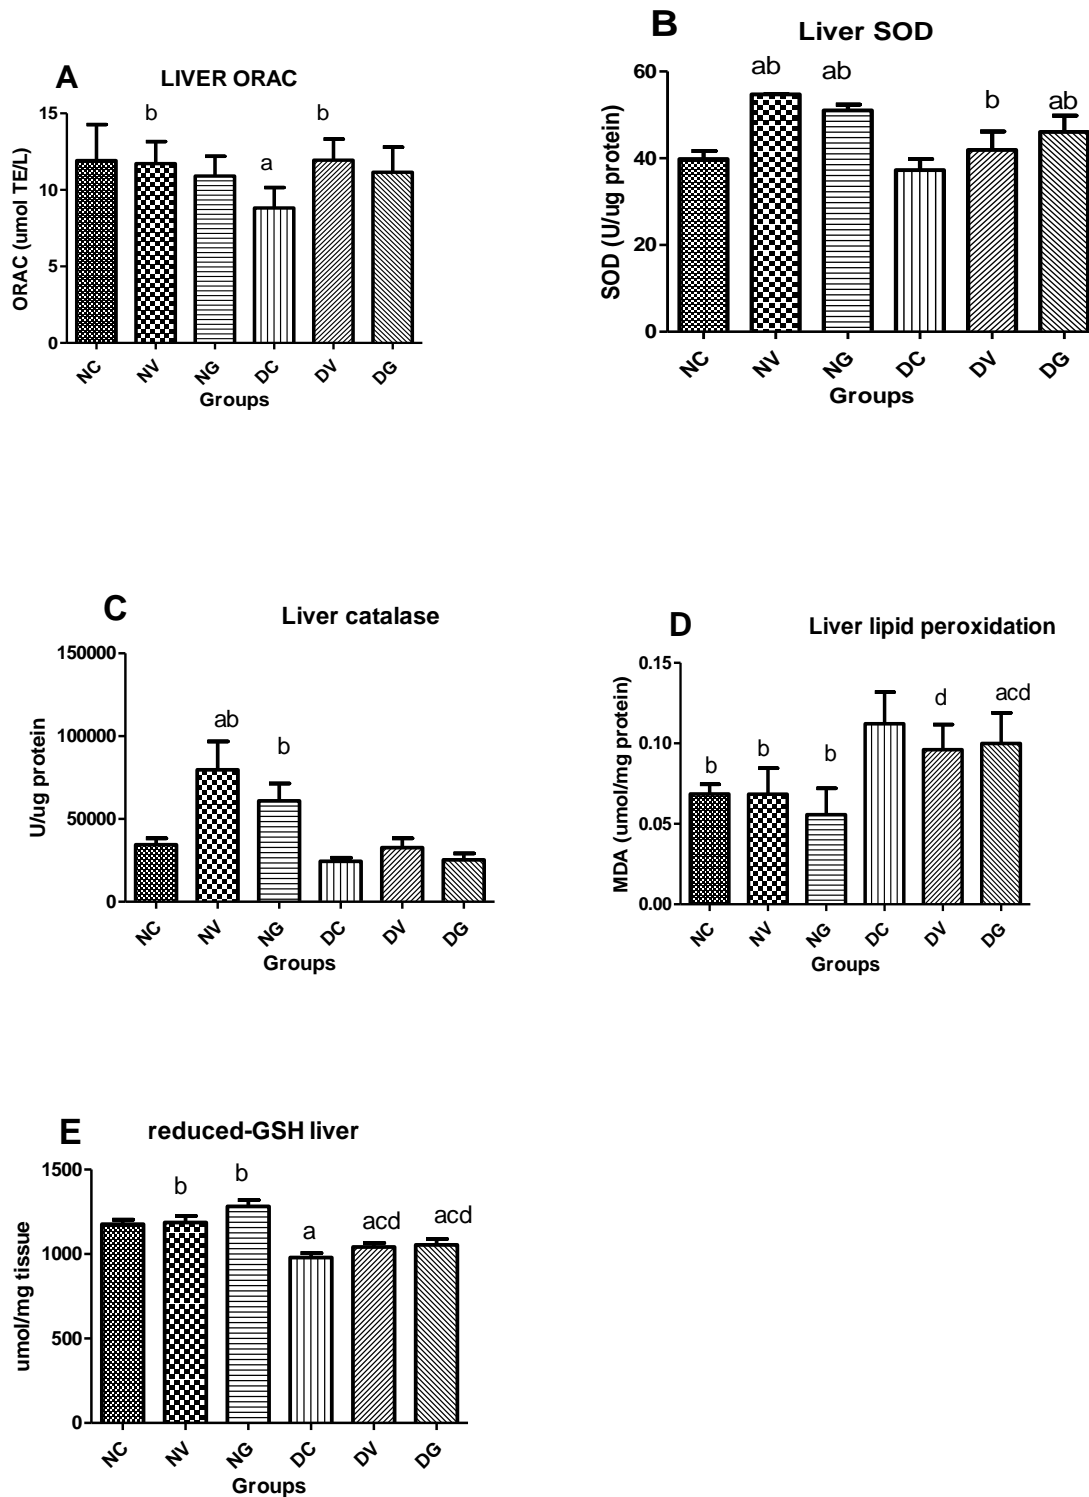 A
LIVER ORAC
b
b
a
15
10
5
0
ORAC (umol TE/L)
NC
NV
NG
DC
DV
DG
Groups
B
Liver SOD
ab
ab
b
ab
60
40
20
0
SOD (U/ug protein)
NC
NV
NG
DC
DV
DG
Groups
C
Liver catalase
150000
100000
50000
0
U/ug protein
ab
b
NC
NV
NG
DC
DV
DG
Groups
D
Liver lipid peroxidation
0.15
0.10
0.05
0.00
MDA (umol/mg protein)
b
b
b
d
acd
NC
NV
NG
DC
DV
DG
Groups
E
reduced-GSH liver
1500
1000
500
0
umol/mg tissue
b
b
a
acd
acd
NC
NV
NG
DC
DV
DG
Groups